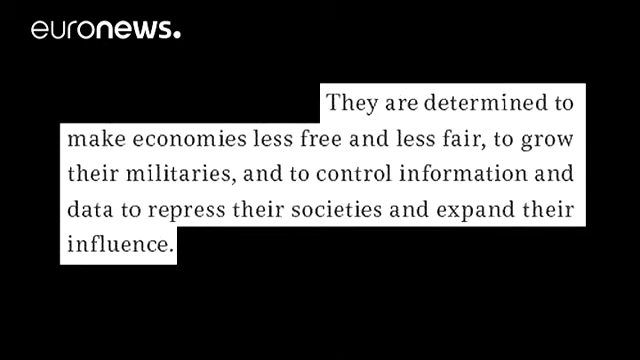 euronews.
They are determined to
make economies less free and less fair, to grow
their militaries, and to control information and
data to repress their societies and expand their
influence.